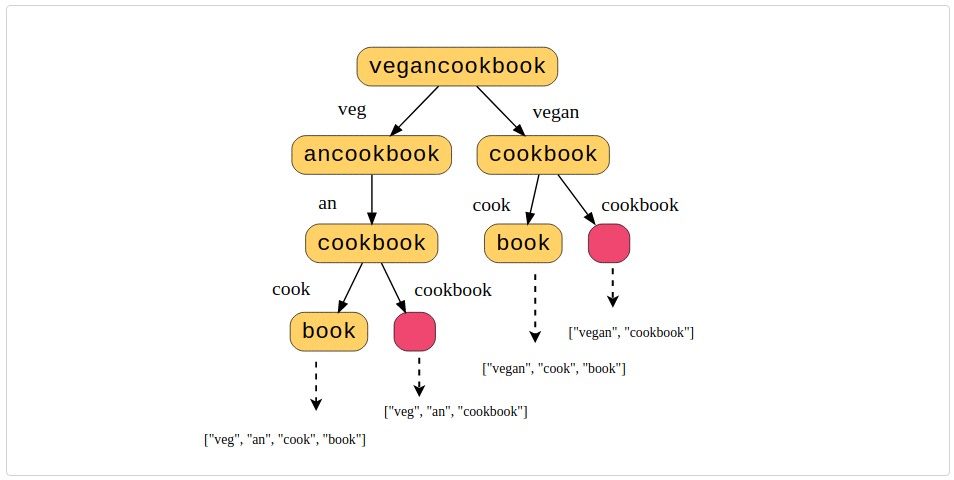 vegancookbook
veg
vegan
ancookbook
cookbook
an
cook
cookbook
cookbook
book
cook
cookbook
book
["vegan", "cookbook"]
["vegan", "cook", "book"]
["veg", "an", "cookbook"]
["veg", "an", "cook", "book"]